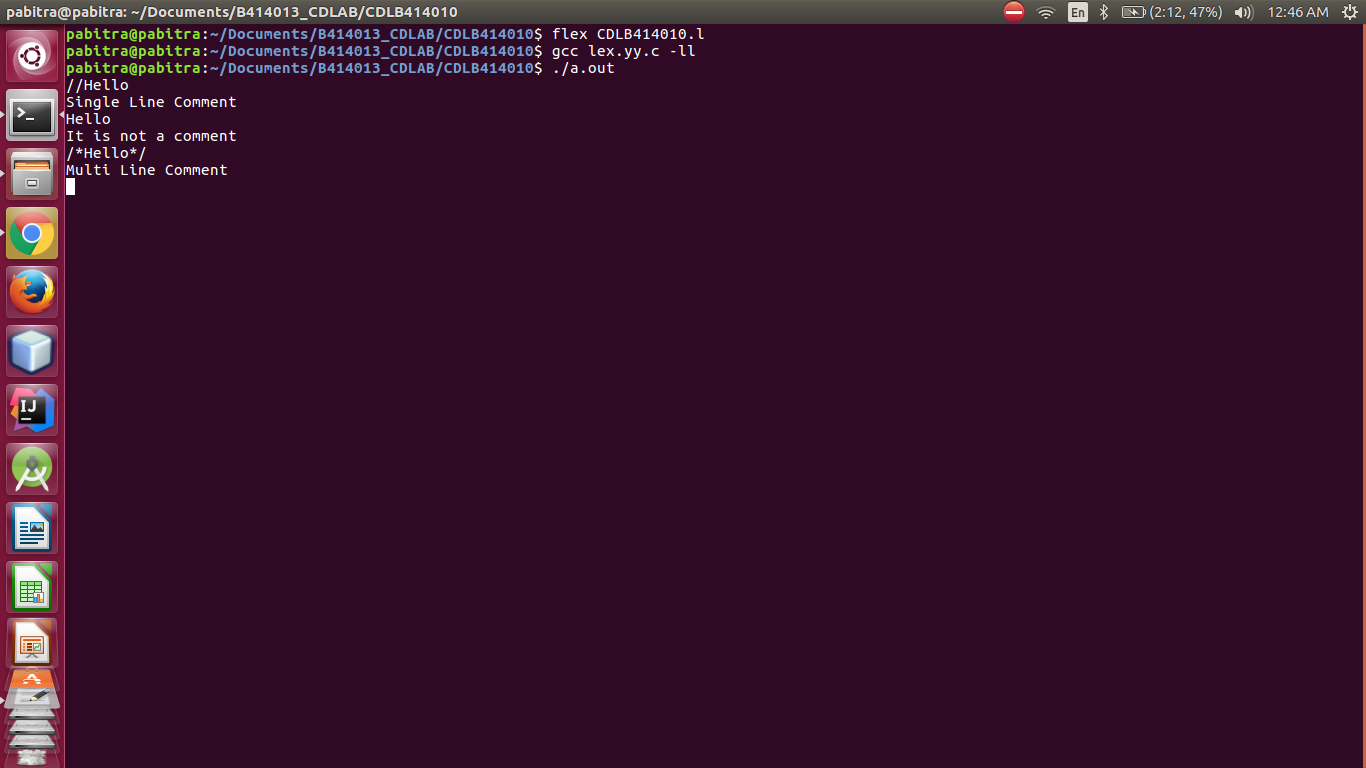 pabitra@pabitra: ~/Documents/B414013_CDLAB/CDLB414010
En (2:12, 47%) 12:46 AM
pabitra@pabitra:~/Documents/B414013_CDLAB/CDLB414010$ flex CDLB414010.l
pabitra@pabitra:~/Documents/B414013_CDLAB/CDLB414010$ gcc lex.yy.c -ll
pabitra@pabitra:~/Documents/B414013_CDLAB/CDLB414010$ ./a.out
//Hello
Single Line Comment
Hello
It is not a comment
/*Hello*/
Multi Line Comment
>_
IJ